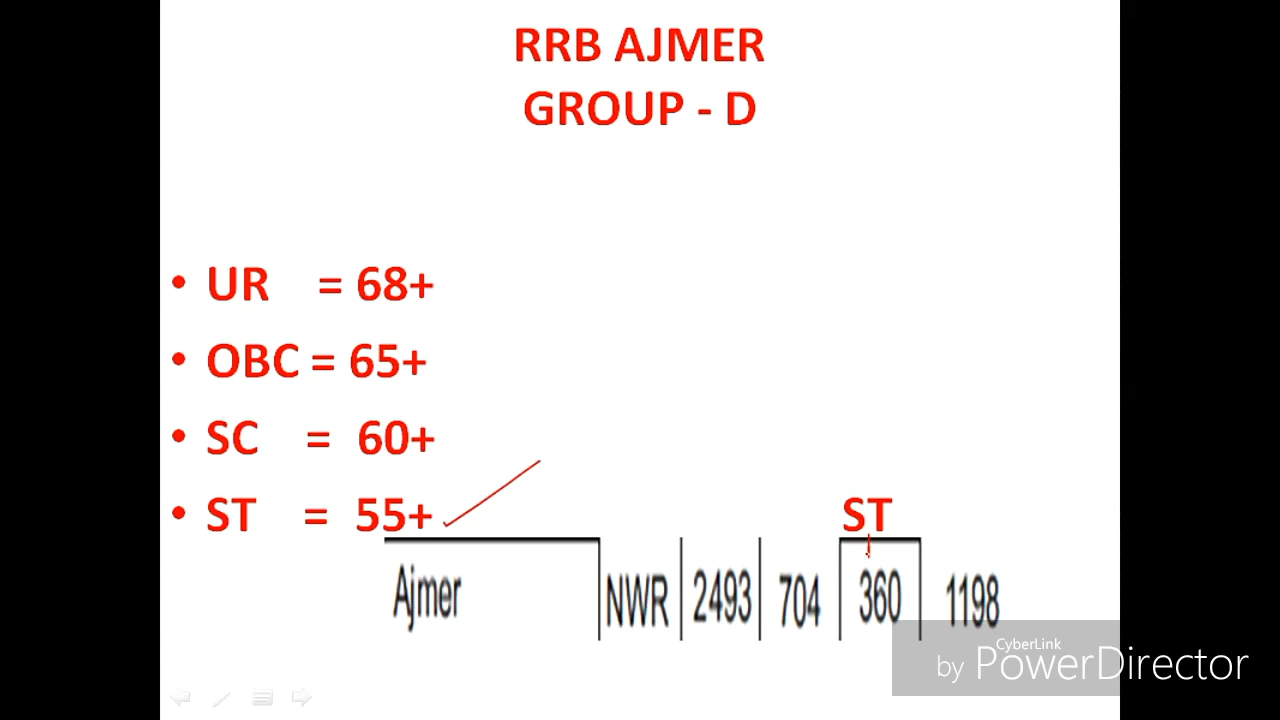 RRB AJMER
GROUP - D
• UR = 68+
• OBC = 65+
• SC = 60+
• ST = 55+
ST
Ajmer NWR 2493 704 360 1198
CyberLink
by PowerDirector